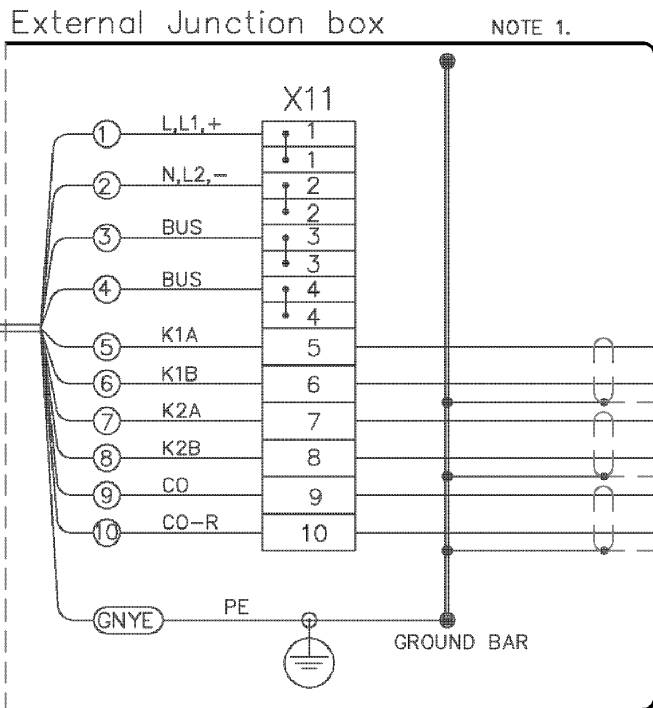 External Junction box NOTE 1.
X11
1 L,L1,+ 1
1
2 N,L2,- 2
2
3 BUS 3
3
4 BUS 4
4
5 K1A 5
6 K1B 6
7 K2A 7
8 K2B 8
9 CO 9
10 CO-R 10
GNYE PE
GROUND BAR